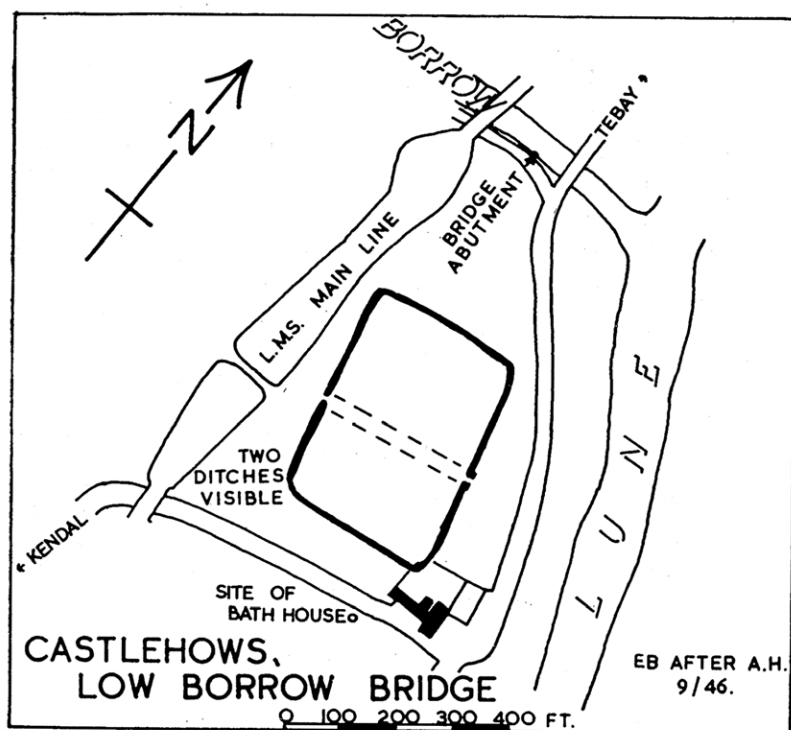 BORROW
N
TEBAY
BRIDGE
ABUTMENT
L.M.S. MAIN LINE
LUNE
TWO
DITCHES
VISIBLE
KENDAL
SITE OF
BATH HOUSE
CASTLEHOWS,
LOW BORROW BRIDGE
EB AFTER A.H.
9/46.
0 100 200 300 400 FT.